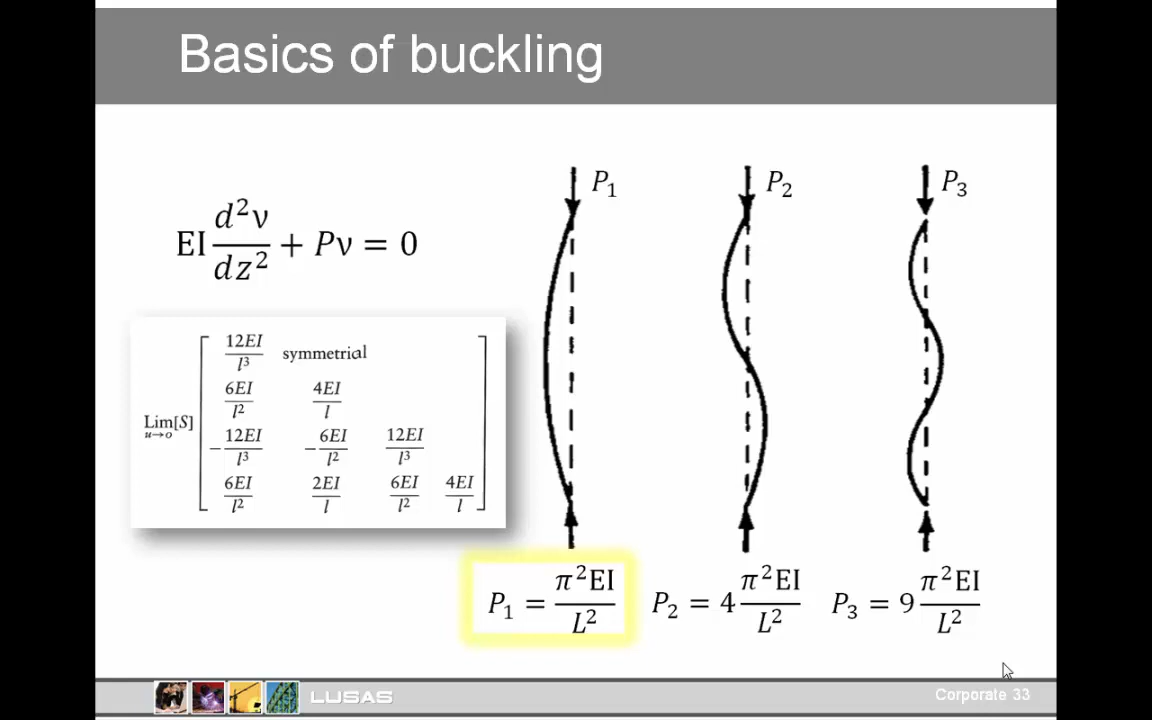 Basics of buckling
P₁
P₂
P₃
EI d²ν/dz² + Pν = 0
Lim[S]
u→o
12EI/l³ symmetrial
6EI/l² 4EI/l
−12EI/l³ −6EI/l² 12EI/l³
6EI/l² 2EI/l 6EI/l² 4EI/l
P₁ = π²EI/L²
P₂ = 4 π²EI/L²
P₃ = 9 π²EI/L²
LUSAS
Corporate 33